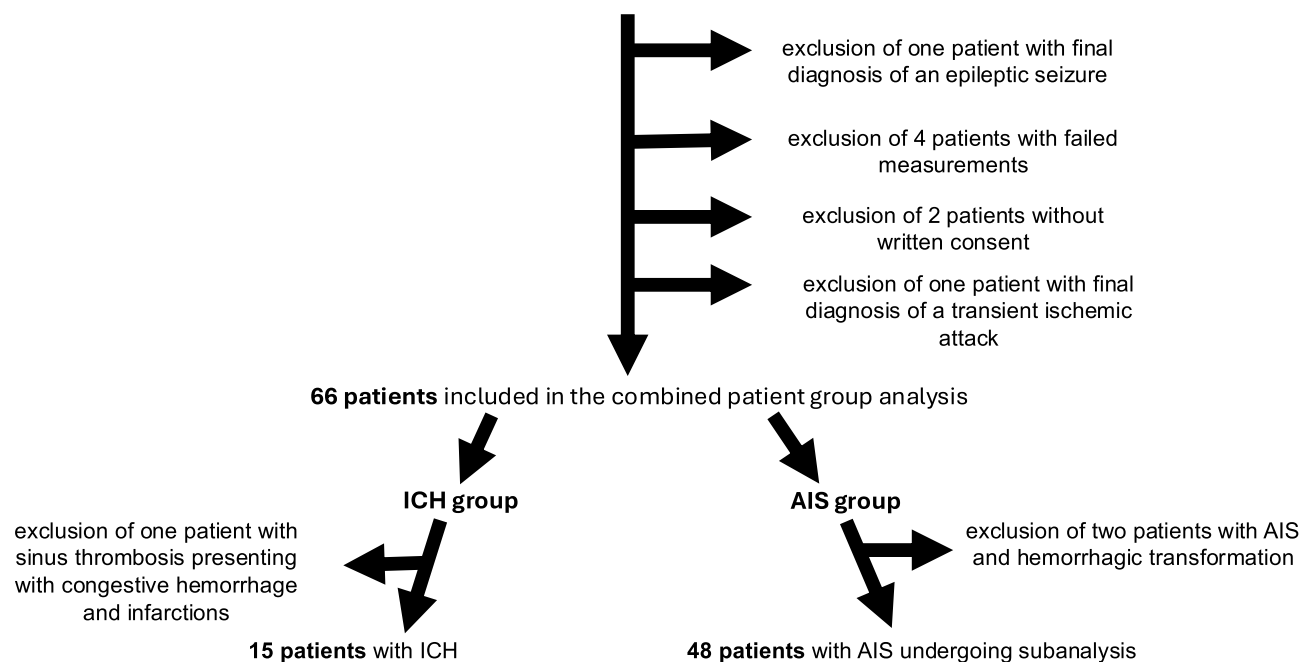 exclusion of one patient with final
diagnosis of an epileptic seizure
exclusion of 4 patients with failed
measurements
exclusion of 2 patients without
written consent
exclusion of one patient with final
diagnosis of a transient ischemic
attack
66 patients included in the combined patient group analysis
ICH group
AIS group
exclusion of one patient with
sinus thrombosis presenting
with congestive hemorrhage
and infarctions
exclusion of two patients with AIS
and hemorrhagic transformation
15 patients with ICH
48 patients with AIS undergoing subanalysis